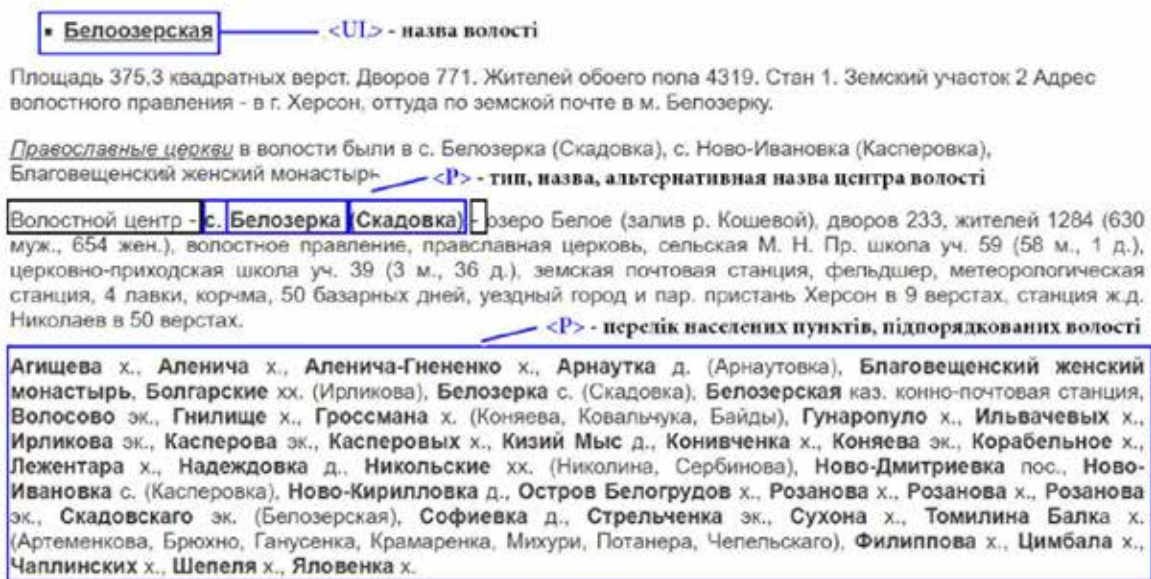 ▪ Белоозерская <UL> - назва волості
Площадь 375,3 квадратных верст. Дворов 771. Жителей обоего пола 4319. Стан 1. Земский участок 2 Адрес
волостного правления - в г. Херсон, оттуда по земской почте в м. Белозерку.
Православные церкви в волости были в с. Белозерка (Скадовка), с. Ново-Ивановка (Касперовка),
Благовещенский женский монастырь <P> - тип, назва, альтернативна назва центра волості
Волостной центр - с. Белозерка (Скадовка) - озеро Белое (залив р. Кошевой), дворов 233, жителей 1284 (630
муж., 654 жен.), волостное правление, правславная церковь, сельская М. Н. Пр. школа уч. 59 (58 м., 1 д.),
церковно-приходская школа уч. 39 (3 м., 36 д.), земская почтовая станция, фельдшер, метеорологическая
станция, 4 лавки, корчма, 50 базарных дней, уездный город и пар. пристань Херсон в 9 верстах, станция ж.д.
Николаев в 50 верстах. <P> - перелік населених пунктів, підпорядкованих волості
Агищева х., Аленича х., Аленича-Гнененко х., Арнаутка д. (Арнаутовка), Благовещенский женский
монастырь, Болгарские хх. (Ирликова), Белозерка с. (Скадовка), Белозерская каз. конно-почтовая станция,
Волосово эк., Гнилище х., Гроссмана х. (Коняева, Ковальчука, Байды), Гунаропуло х., Ильвачевых х.,
Ирликова эк., Касперова эк., Касперовых х., Кизий Мыс д., Конивченка х., Коняева эк., Корабельное х.,
Лежентара х., Надеждовка д., Никольские хх. (Николина, Сербинова), Ново-Дмитриевка пос., Ново-
Ивановка с. (Касперовка), Ново-Кирилловка д., Остров Белогрудов х., Розанова х., Розанова х., Розанова
эк., Скадовскаго эк. (Белозерская), Софиевка д., Стрельченка эк., Сухона х., Томилина Балка х.
(Артеменкова, Брюхно, Ганусенка, Крамаренка, Михури, Потанера, Чепельскаго), Филиппова х., Цимбала х.,
Чаплинских х., Шепеля х., Яловенка х.